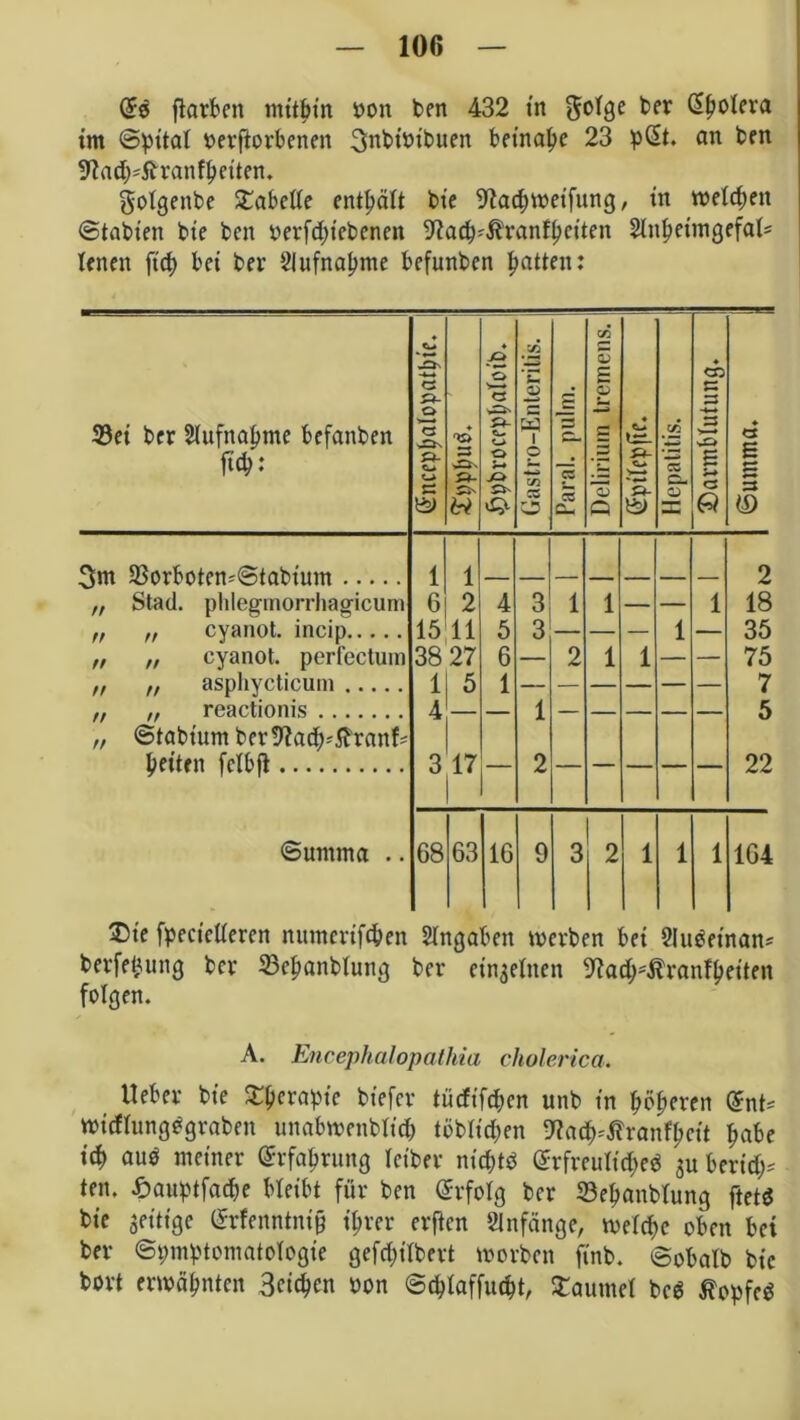 — 106 —
Es starben mithin von den 432 in Folge der Cholera
im Spital verstorbenen Individuen beinahe 23 pCt. an den
Nach-Krankheiten.
Folgende Tabelle enthält die Nachweisung, in welchen
Stadien die den verschiedenen Nach-Krankheiten Anheimgefal-
lenen sich bei der Aufnahme befunden hatten:
Bei der Aufnahme befanden sich: | Encephalopathie. | Typhus. | Hydrocephaloid. | Gastro-Enteritis. | Paral. pulm. | Delirium tremens. | Epilepsie. | Hepatitis. | Darmblutung. | Summa.
Im Vorboten-Stadium ..... 1 1 — — — — — — — 2
„ Stad. phlegmorrhagicum 6 2 4 3 1 1 — — 1 18
„ „ cyanot. incip..... 15 11 5 3 — — — 1 — 35
„ „ cyanot. perfectum 38 27 6 — 2 1 1 — — 75
„ „ asphycticum ..... 1 5 1 — — — — — — 7
„ „ reactionis ........ 4 — — 1 — — — — — 5
„ Stadium der Nach-Krank-
heiten selbst ........... 3 17 — 2 — — — — — 22
Summa .. 68 63 16 9 3 2 1 1 1 164
Die specielleren numerischen Angaben werden bei Auseinan-
dersetzung der Behandlung der einzelnen Nach-Krankheiten
folgen.
A. Encephalopathia cholerica.
Ueber die Therapie dieser tückischen und in höheren Ent-
wicklungsgraden unabwendlich tödlichen Nach-Krankheit habe
ich aus meiner Erfahrung leider nichts Erfreuliches zu berich-
ten. Hauptsache bleibt für den Erfolg der Behandlung stets
die zeitige Erkenntniß ihrer ersten Anfänge, welche oben bei
der Symptomatologie geschildert worden sind. Sobald die
dort erwähnten Zeichen von Schlafsucht, Taumel des Kopfes